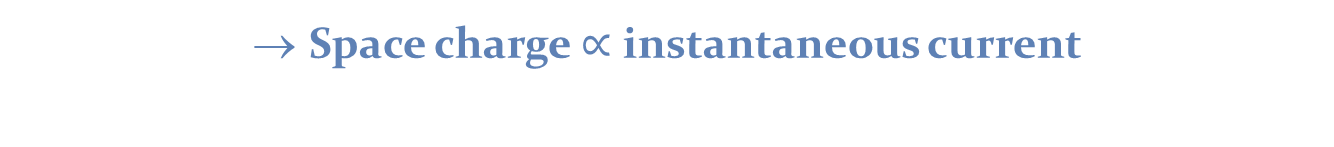 → Space charge ∝ instantaneous current